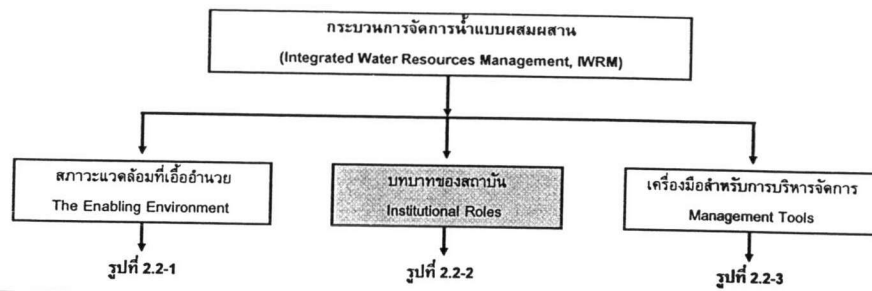 กระบวนการจัดการน้ำแบบผสมผสาน
(Integrated Water Resources Management, IWRM)
สภาวะแวดล้อมที่เอื้ออำนวย
The Enabling Environment
บทบาทของสถาบัน
Institutional Roles
เครื่องมือสำหรับการบริหารจัดการ
Management Tools
รูปที่ 2.2-1
รูปที่ 2.2-2
รูปที่ 2.2-3